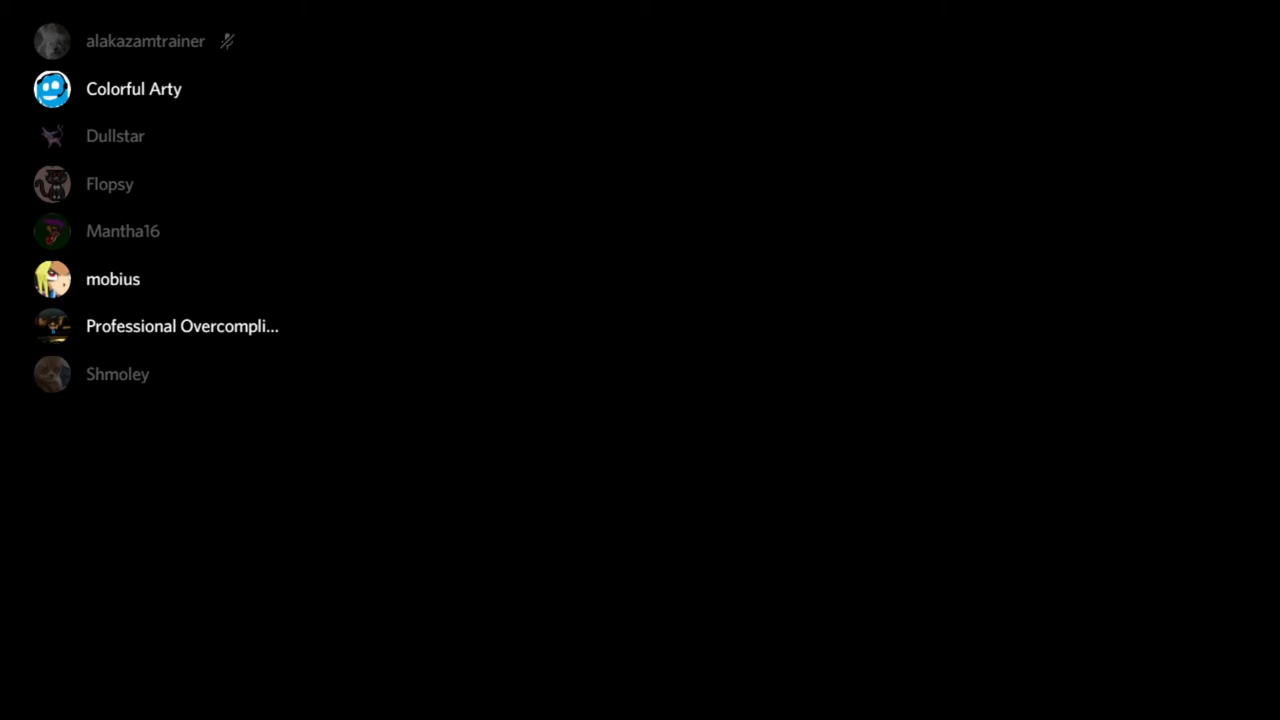 alakazamtrainer
Colorful Arty
Dullstar
Flopsy
Mantha16
mobius
Professional Overcompli...
Shmoley